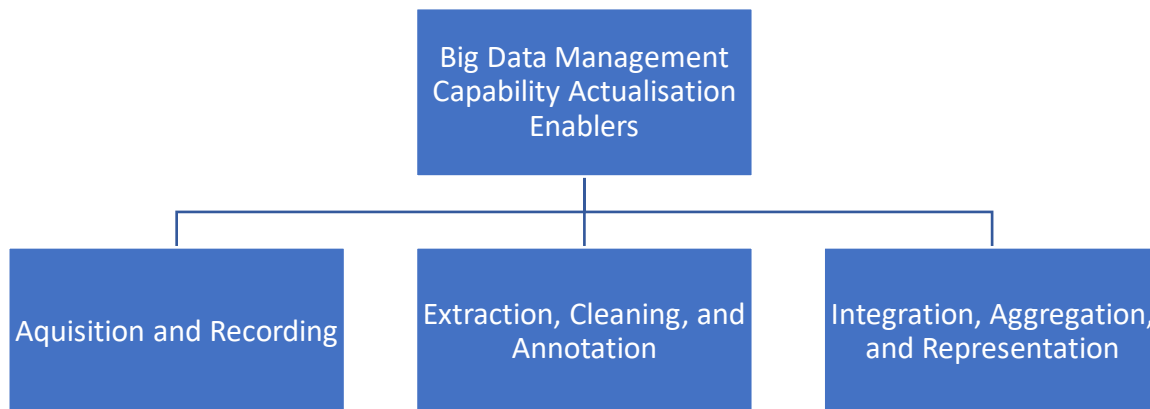 Big Data Management
Capability Actualisation
Enablers
Aquisition and Recording
Extraction, Cleaning, and
Annotation
Integration, Aggregation,
and Representation